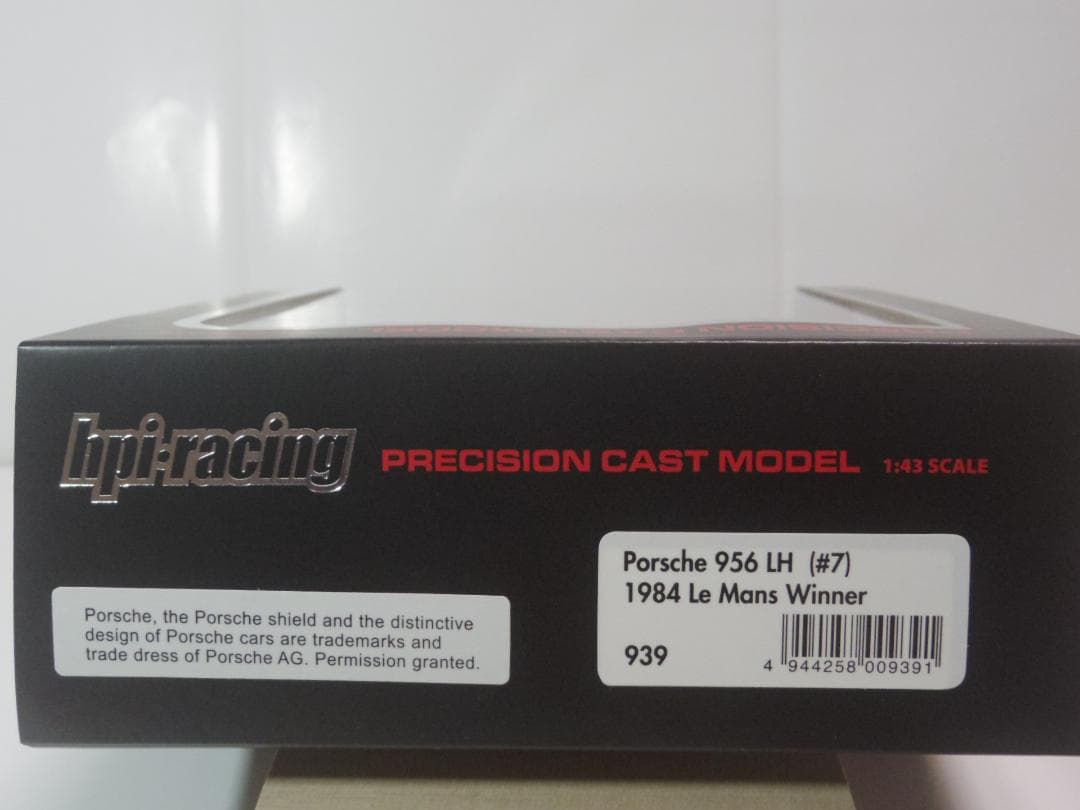 hpi·racing PRECISION CAST MODEL 1:43 SCALE
Porsche 956 LH (#7)
1984 Le Mans Winner
939
4 944258 009391
Porsche, the Porsche shield and the distinctive
design of Porsche cars are trademarks and
trade dress of Porsche AG. Permission granted.